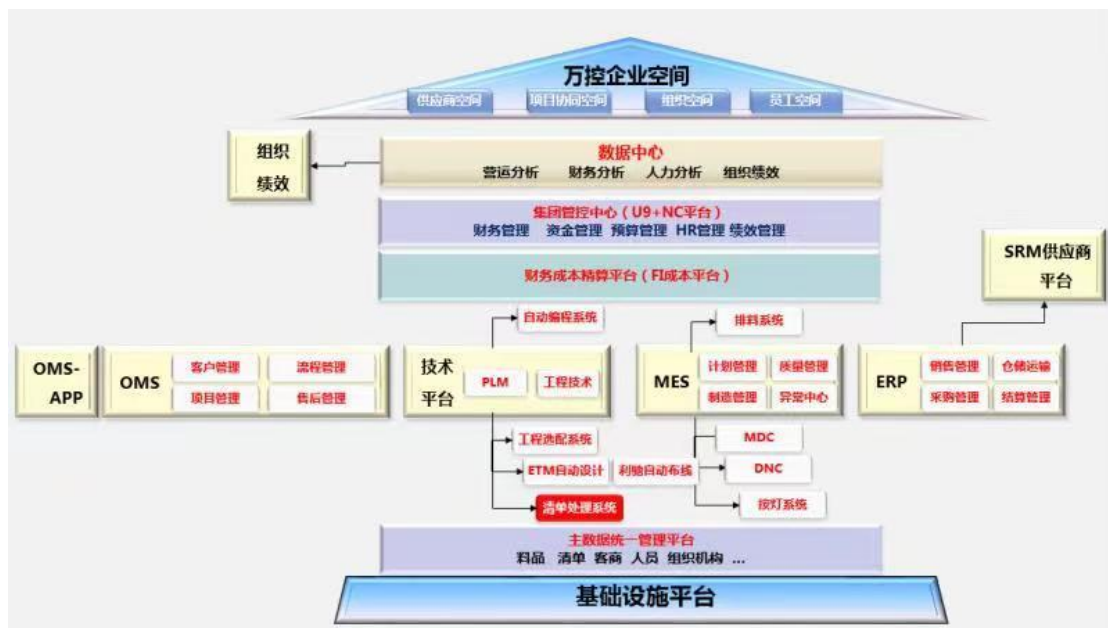 万控企业空间
供应商空间 项目协同空间 组织空间 员工空间
组织
绩效
数据中心
营运分析 财务分析 人力分析 组织绩效
集团管控中心（U9+NC平台）
财务管理 资金管理 预算管理 HR管理 绩效管理
财务成本精算平台（FI成本平台）
SRM供应商
平台
自动编程系统
排料系统
OMS-
APP
OMS
客户管理 流程管理
项目管理 售后管理
技术
平台
PLM 工程技术
MES
计划管理 质量管理
制造管理 异常中心
ERP
销售管理 仓储运输
采购管理 结算管理
工程选配系统
ETM自动设计 利驰自动布线
清单处理系统
MDC
DNC
按灯系统
主数据统一管理平台
料品 清单 客商 人员 组织机构 ...
基础设施平台